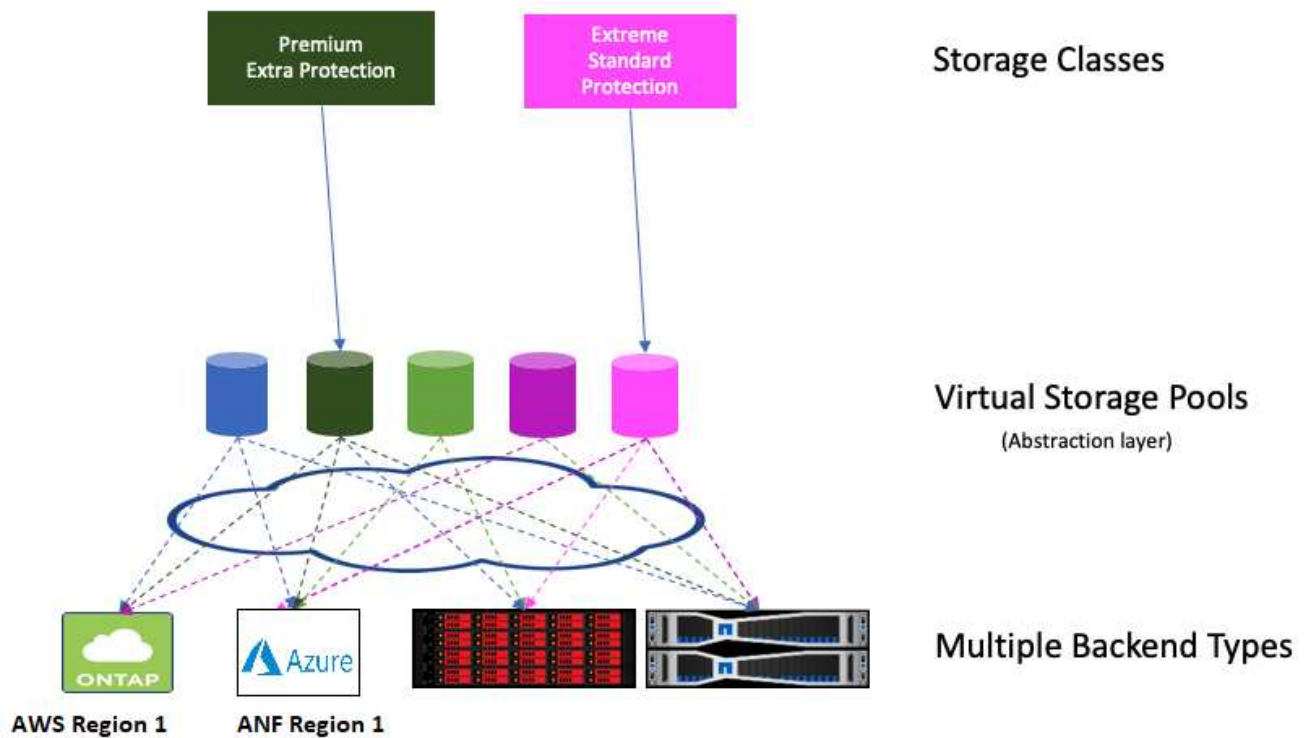 Premium
Extra Protection
Extreme
Standard
Protection
Storage Classes
Virtual Storage Pools
(Abstraction layer)
ONTAP
Azure
Multiple Backend Types
AWS Region 1
ANF Region 1